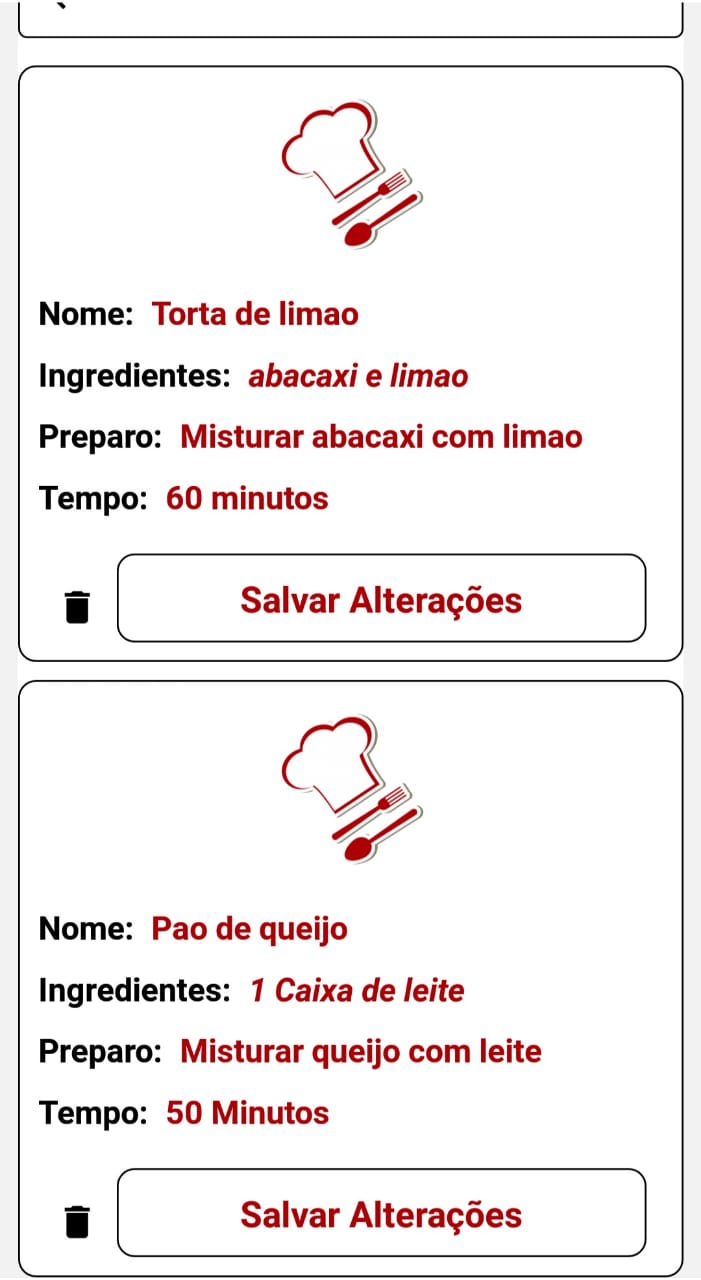 Nome: Torta de limao
Ingredientes: abacaxi e limao
Preparo: Misturar abacaxi com limao
Tempo: 60 minutos
Salvar Alterações
Nome: Pao de queijo
Ingredientes: 1 Caixa de leite
Preparo: Misturar queijo com leite
Tempo: 50 Minutos
Salvar Alterações